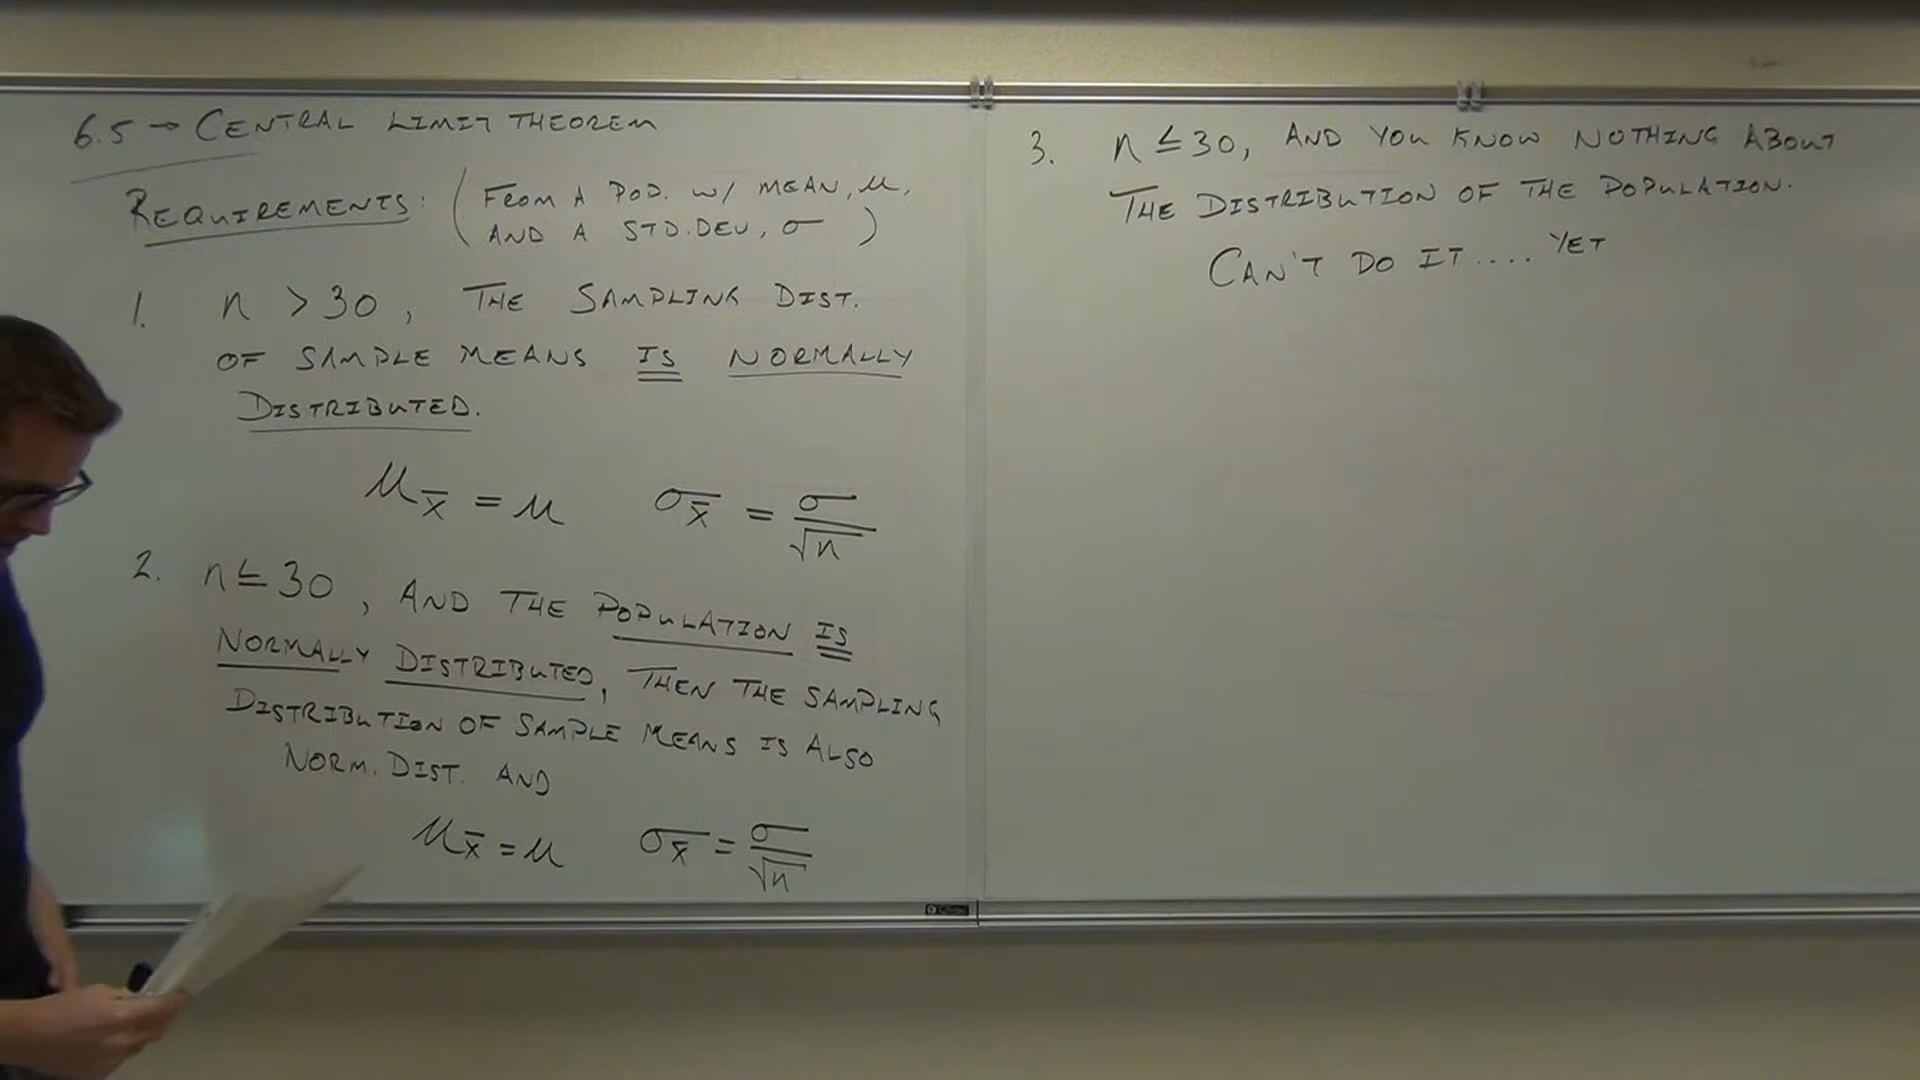 6.5 → CENTRAL LIMIT THEOREM
REQUIREMENTS: (FROM A POP. W/ MEAN, μ,
AND A STD.DEV, σ)
1. n > 30, THE SAMPLING DIST.
OF SAMPLE MEANS IS NORMALLY
DISTRIBUTED.
μx̄ = μ σx̄ = σ/√n
2. n ≤ 30, AND THE POPULATION IS
NORMALLY DISTRIBUTED, THEN THE SAMPLING
DISTRIBUTION OF SAMPLE MEANS IS ALSO
NORM. DIST. AND
μx̄ = μ σx̄ = σ/√n
3. n ≤ 30, AND YOU KNOW NOTHING ABOUT
THE DISTRIBUTION OF THE POPULATION.
CAN'T DO IT.... YET